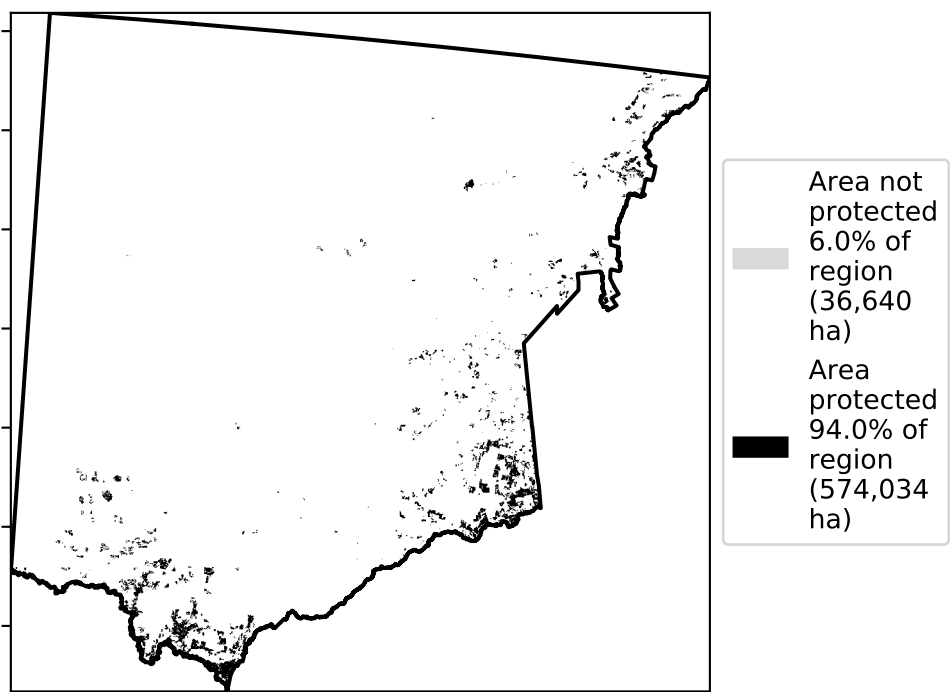 Area not
protected
6.0% of
region
(36,640
ha)
Area
protected
94.0% of
region
(574,034
ha)